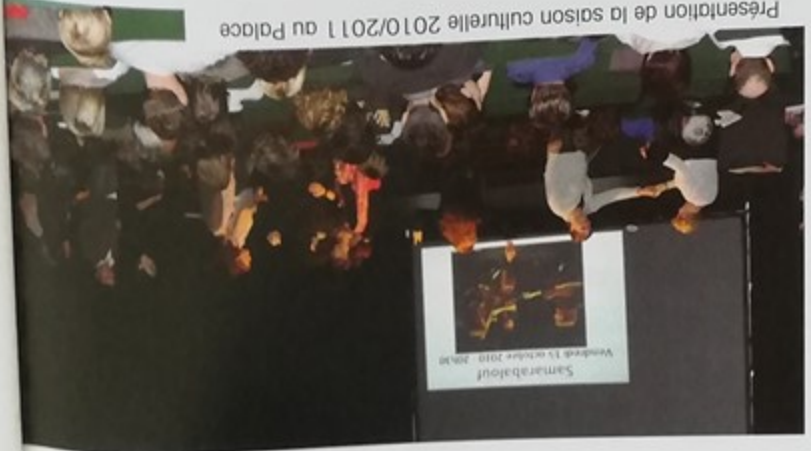 Samarabalouf
Vendredi 15 octobre 2010 - 20h30
Présentation de la saison culturelle 2010/2011 au Palace